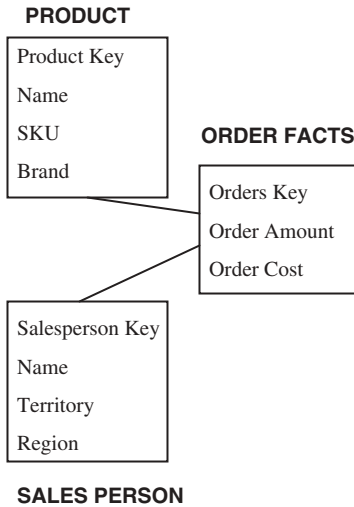 PRODUCT
Product Key
Name
SKU
Brand
ORDER FACTS
Orders Key
Order Amount
Order Cost
Salesperson Key
Name
Territory
Region
SALES PERSON